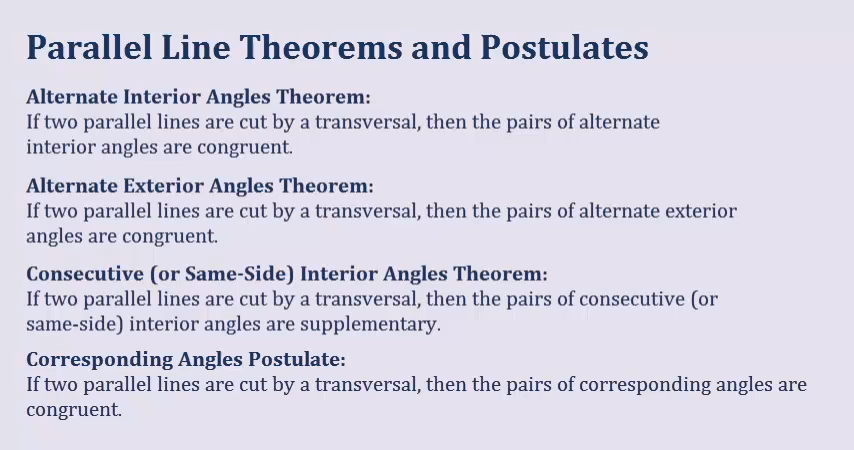 Parallel Line Theorems and Postulates
Alternate Interior Angles Theorem:
If two parallel lines are cut by a transversal, then the pairs of alternate
interior angles are congruent.
Alternate Exterior Angles Theorem:
If two parallel lines are cut by a transversal, then the pairs of alternate exterior
angles are congruent.
Consecutive (or Same-Side) Interior Angles Theorem:
If two parallel lines are cut by a transversal, then the pairs of consecutive (or
same-side) interior angles are supplementary.
Corresponding Angles Postulate:
If two parallel lines are cut by a transversal, then the pairs of corresponding angles are
congruent.